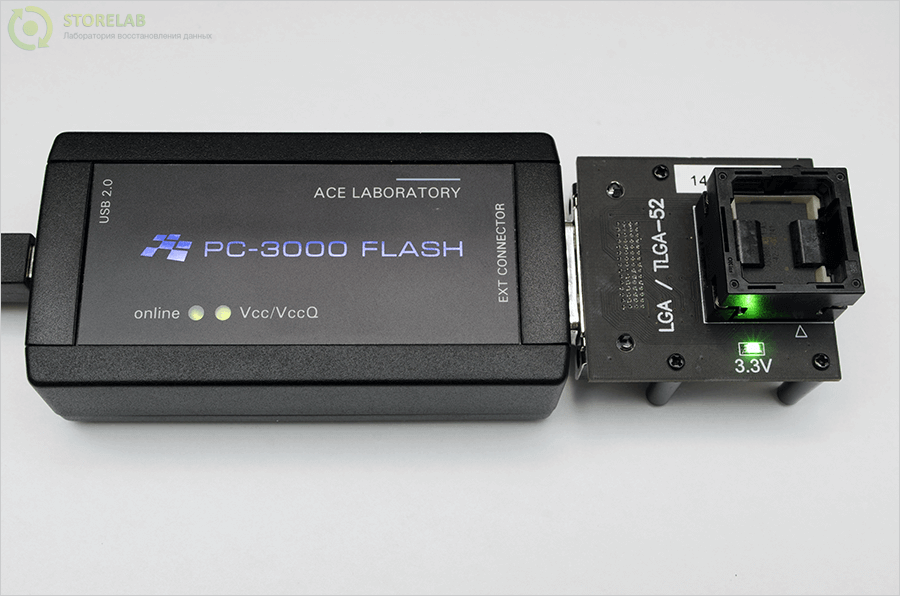 STORELAB
Лаборатория восстановления данных
USB 2.0
ACE LABORATORY
PC-3000 FLASH
EXT CONNECTOR
online
Vcc/VccQ
LGA / TLGA-52
14
3.3V